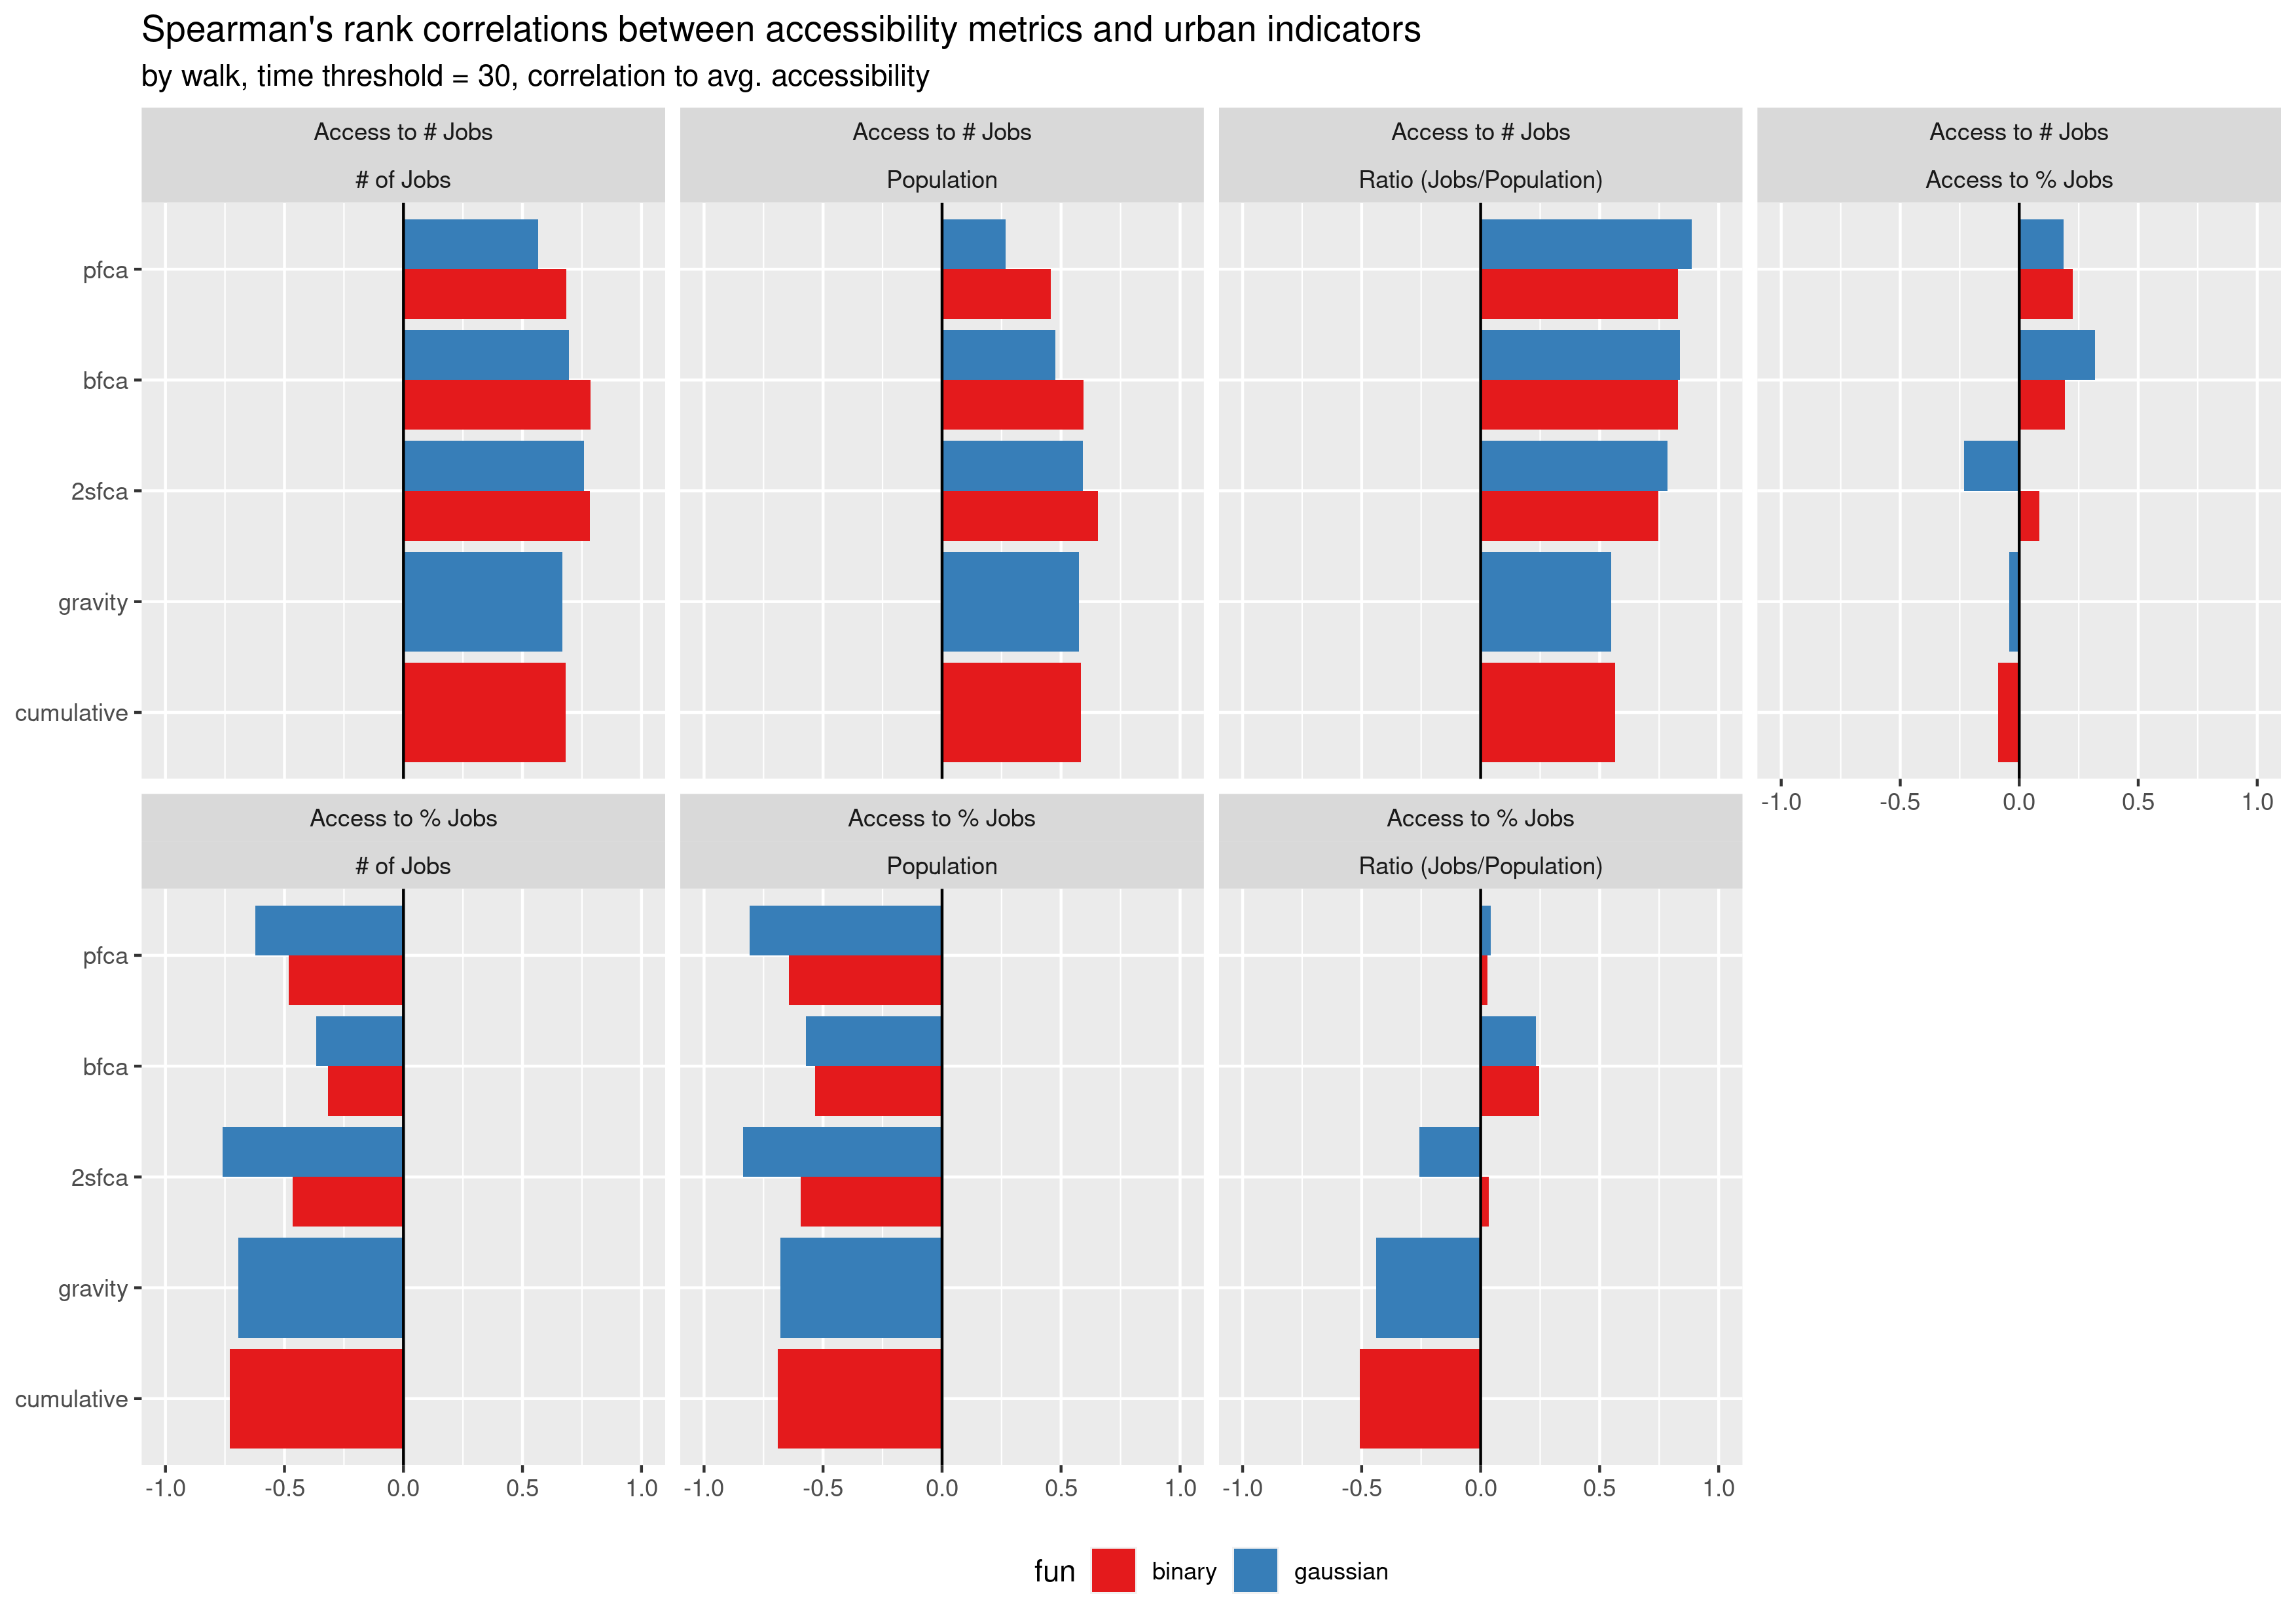 Spearman's rank correlations between accessibility metrics and urban indicators
by walk, time threshold = 30, correlation to avg. accessibility
Access to # Jobs
# of Jobs
Access to # Jobs
Population
Access to # Jobs
Ratio (Jobs/Population)
Access to # Jobs
Access to % Jobs
pfca
bfca
2sfca
gravity
cumulative
-1.0 -0.5 0.0 0.5 1.0
Access to % Jobs
# of Jobs
Access to % Jobs
Population
Access to % Jobs
Ratio (Jobs/Population)
pfca
bfca
2sfca
gravity
cumulative
-1.0 -0.5 0.0 0.5 1.0
-1.0 -0.5 0.0 0.5 1.0
-1.0 -0.5 0.0 0.5 1.0
fun binary gaussian